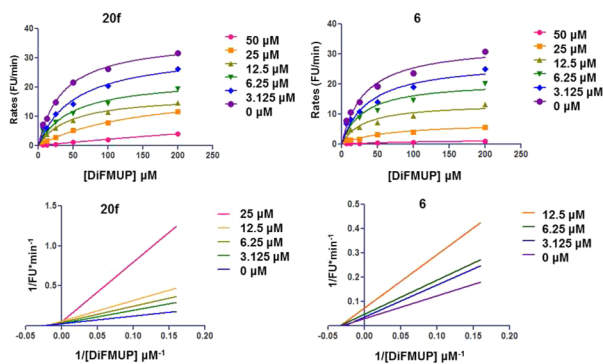 20f
Rates (FU/min)
40
30
20
10
0
0
50
100
150
200
250
[DiFMUP] µM
50 µM
25 µM
12.5 µM
6.25 µM
3.125 µM
0 µM
6
Rates (FU/min)
40
30
20
10
0
0
50
100
150
200
250
[DiFMUP] µM
50 µM
25 µM
12.5 µM
6.25 µM
3.125 µM
0 µM
20f
1/FU*min-1
1.5
1.0
0.5
-0.05
0.00
0.05
0.10
0.15
0.20
1/[DiFMUP] µM-1
25 µM
12.5 µM
6.25 µM
3.125 µM
0 µM
6
1/FU*min-1
0.5
0.4
0.3
0.2
0.1
0
-0.05
0.00
0.05
0.10
0.15
0.20
1/[DiFMUP] µM-1
12.5 µM
6.25 µM
3.125 µM
0 µM